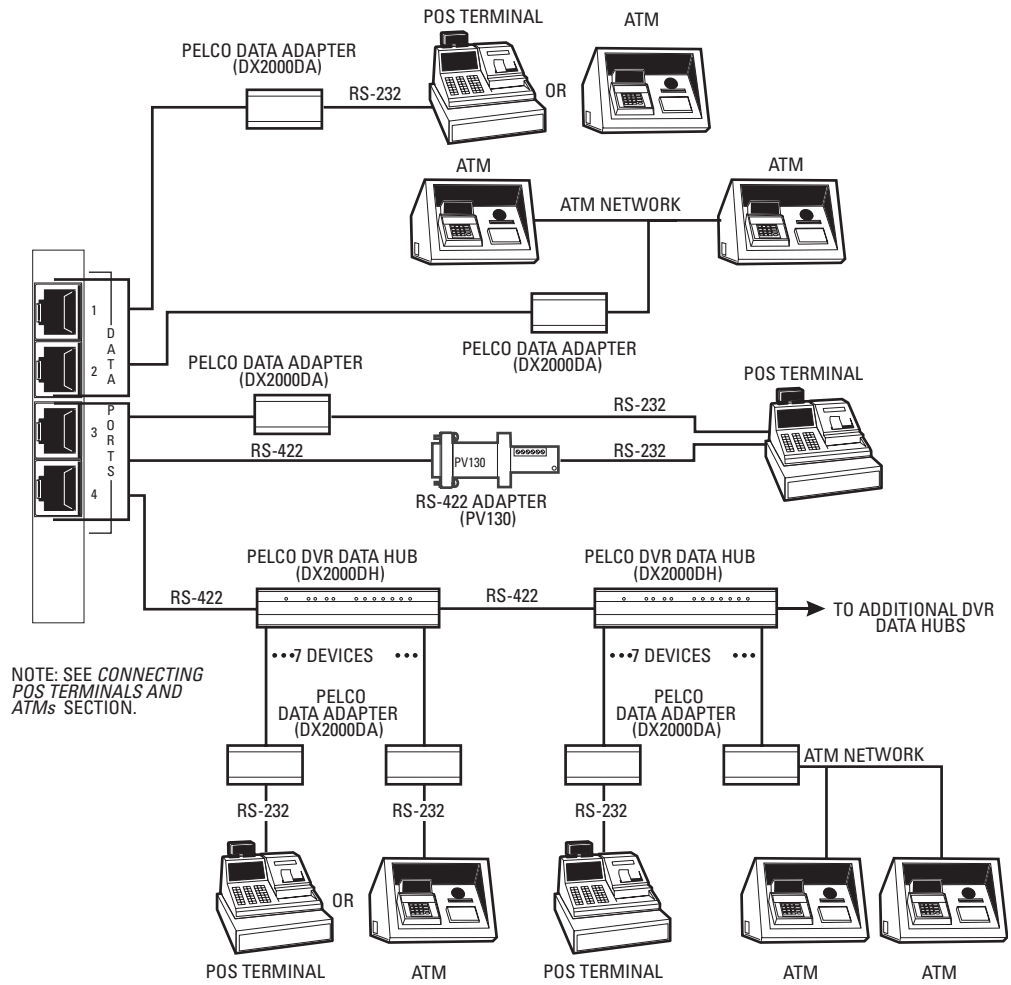 POS TERMINAL
ATM
PELCO DATA ADAPTER
(DX2000DA)
RS-232
OR
ATM
ATM
ATM NETWORK
1
2
3
4
DATA
PORTS
PELCO DATA ADAPTER
(DX2000DA)
PELCO DATA ADAPTER
(DX2000DA)
POS TERMINAL
RS-232
RS-422
PV130
RS-232
RS-422 ADAPTER
(PV130)
PELCO DVR DATA HUB
(DX2000DH)
PELCO DVR DATA HUB
(DX2000DH)
RS-422
RS-422
TO ADDITIONAL DVR
DATA HUBS
•••7 DEVICES •••
•••7 DEVICES •••
NOTE: SEE CONNECTING
POS TERMINALS AND
ATMs SECTION.
PELCO
DATA ADAPTER
(DX2000DA)
PELCO
DATA ADAPTER
(DX2000DA)
ATM NETWORK
RS-232
RS-232
RS-232
OR
POS TERMINAL
ATM
POS TERMINAL
ATM
ATM